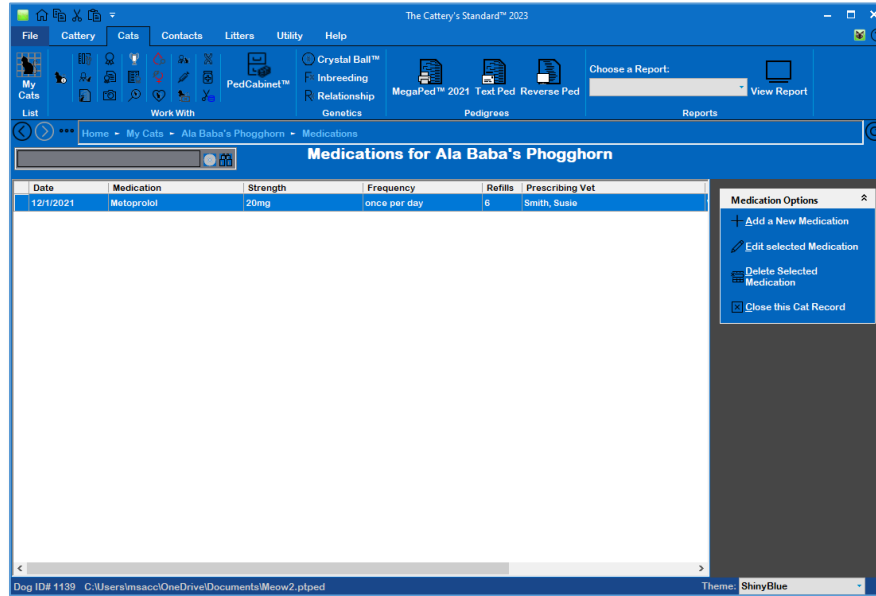 The Cattery's Standard™ 2023
File Cattery Cats Contacts Litters Utility Help
My Cats
PedCabinet™
Crystal Ball™
Inbreeding
Relationship
MegaPed™ 2021 Text Ped Reverse Ped
Choose a Report:
View Report
List Work With Genetics Pedigrees Reports
Home My Cats Ala Baba's Phogghorn Medications
Medications for Ala Baba's Phogghorn
Date Medication Strength Frequency Refills Prescribing Vet
12/1/2021 Metoprolol 20mg once per day 6 Smith, Susie
Medication Options
Add a New Medication
Edit selected Medication
Delete Selected
Medication
Close this Cat Record
Dog ID# 1139 C:\Users\msacc\OneDrive\Documents\Meow2.ptped Theme: ShinyBlue